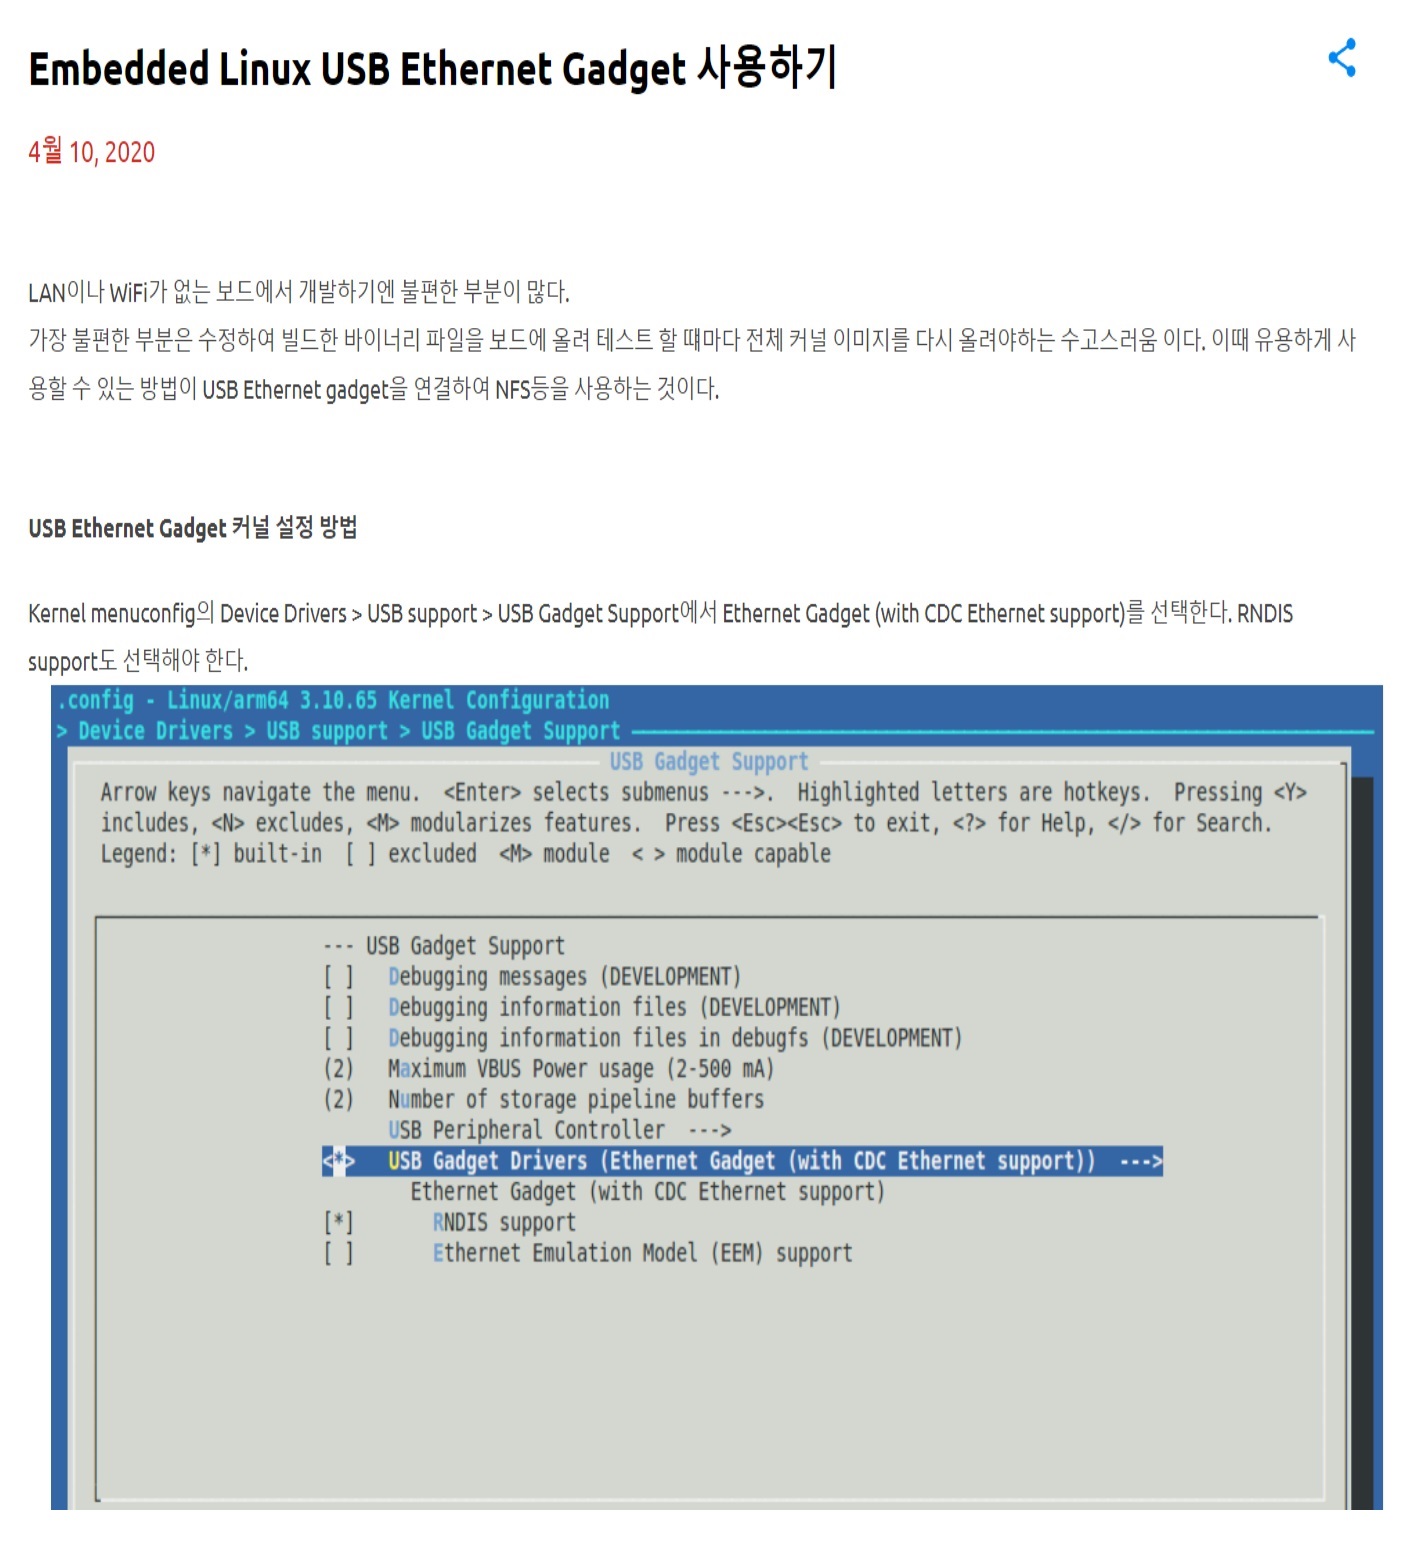 Embedded Linux USB Ethernet Gadget 사용하기
4월 10, 2020
LAN이나 WiFi가 없는 보드에서 개발하기엔 불편한 부분이 많다.
가장 불편한 부분은 수정하여 빌드한 바이너리 파일을 보드에 올려 테스트 할 떄마다 전체 커널 이미지를 다시 올려야하는 수고스러움 이다. 이때 유용하게 사
용할 수 있는 방법이 USB Ethernet gadget을 연결하여 NFS등을 사용하는 것이다.
USB Ethernet Gadget 커널 설정 방법
Kernel menuconfig의 Device Drivers > USB support > USB Gadget Support에서 Ethernet Gadget (with CDC Ethernet support)를 선택한다. RNDIS
support도 선택해야 한다.
.config - Linux/arm64 3.10.65 Kernel Configuration
> Device Drivers > USB support > USB Gadget Support
USB Gadget Support
Arrow keys navigate the menu.  <Enter> selects submenus --->.  Highlighted letters are hotkeys.  Pressing <Y>
includes, <N> excludes, <M> modularizes features.  Press <Esc><Esc> to exit, <?> for Help, </> for Search.
Legend: [*] built-in  [ ] excluded  <M> module  < > module capable
--- USB Gadget Support
[ ]   Debugging messages (DEVELOPMENT)
[ ]   Debugging information files (DEVELOPMENT)
[ ]   Debugging information files in debugfs (DEVELOPMENT)
(2)   Maximum VBUS Power usage (2-500 mA)
(2)   Number of storage pipeline buffers
USB Peripheral Controller  --->
<*>   USB Gadget Drivers (Ethernet Gadget (with CDC Ethernet support))  --->
Ethernet Gadget (with CDC Ethernet support)
[*]       RNDIS support
[ ]       Ethernet Emulation Model (EEM) support